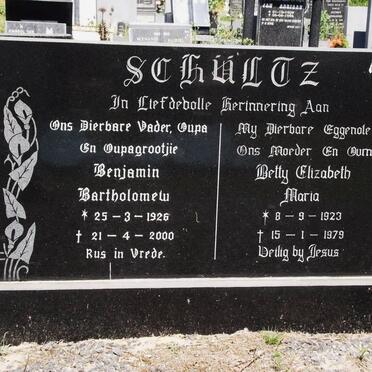 SCHÜLTZ
In Liefdevolle Herinnering Aan
Ons Dierbare Vader, Oupa
En Oupagrootjie
Benjamin
Bartholomew
* 25 - 3 - 1926
† 21 - 4 - 2000
Rus in Vrede.
My Dierbare Eggenote
Ons Moeder En Oum
Betty Elizabeth
Maria
* 8 - 9 - 1923
† 15 - 1 - 1979
Veilig by Jesus